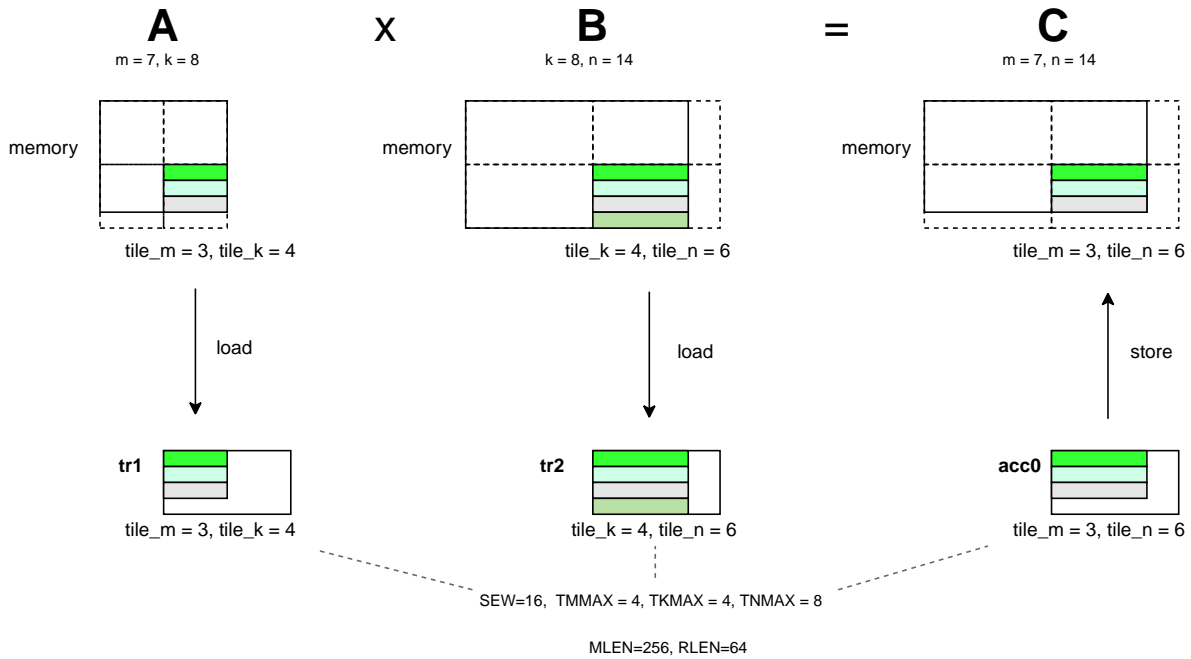 A x B = C
m = 7, k = 8
k = 8, n = 14
m = 7, n = 14
memory
memory
memory
tile_m = 3, tile_k = 4
tile_k = 4, tile_n = 6
tile_m = 3, tile_n = 6
load
load
store
tr1
tr2
acc0
tile_m = 3, tile_k = 4
tile_k = 4, tile_n = 6
tile_m = 3, tile_n = 6
SEW=16, TMMAX = 4, TKMAX = 4, TNMAX = 8
MLEN=256, RLEN=64